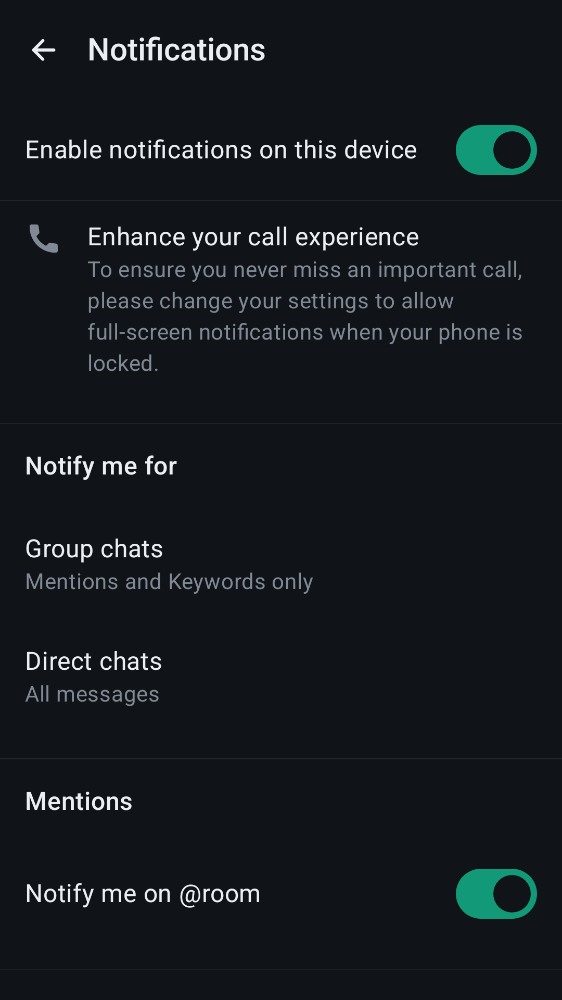 Notifications
Enable notifications on this device
Enhance your call experience
To ensure you never miss an important call,
please change your settings to allow
full-screen notifications when your phone is
locked.
Notify me for
Group chats
Mentions and Keywords only
Direct chats
All messages
Mentions
Notify me on @room